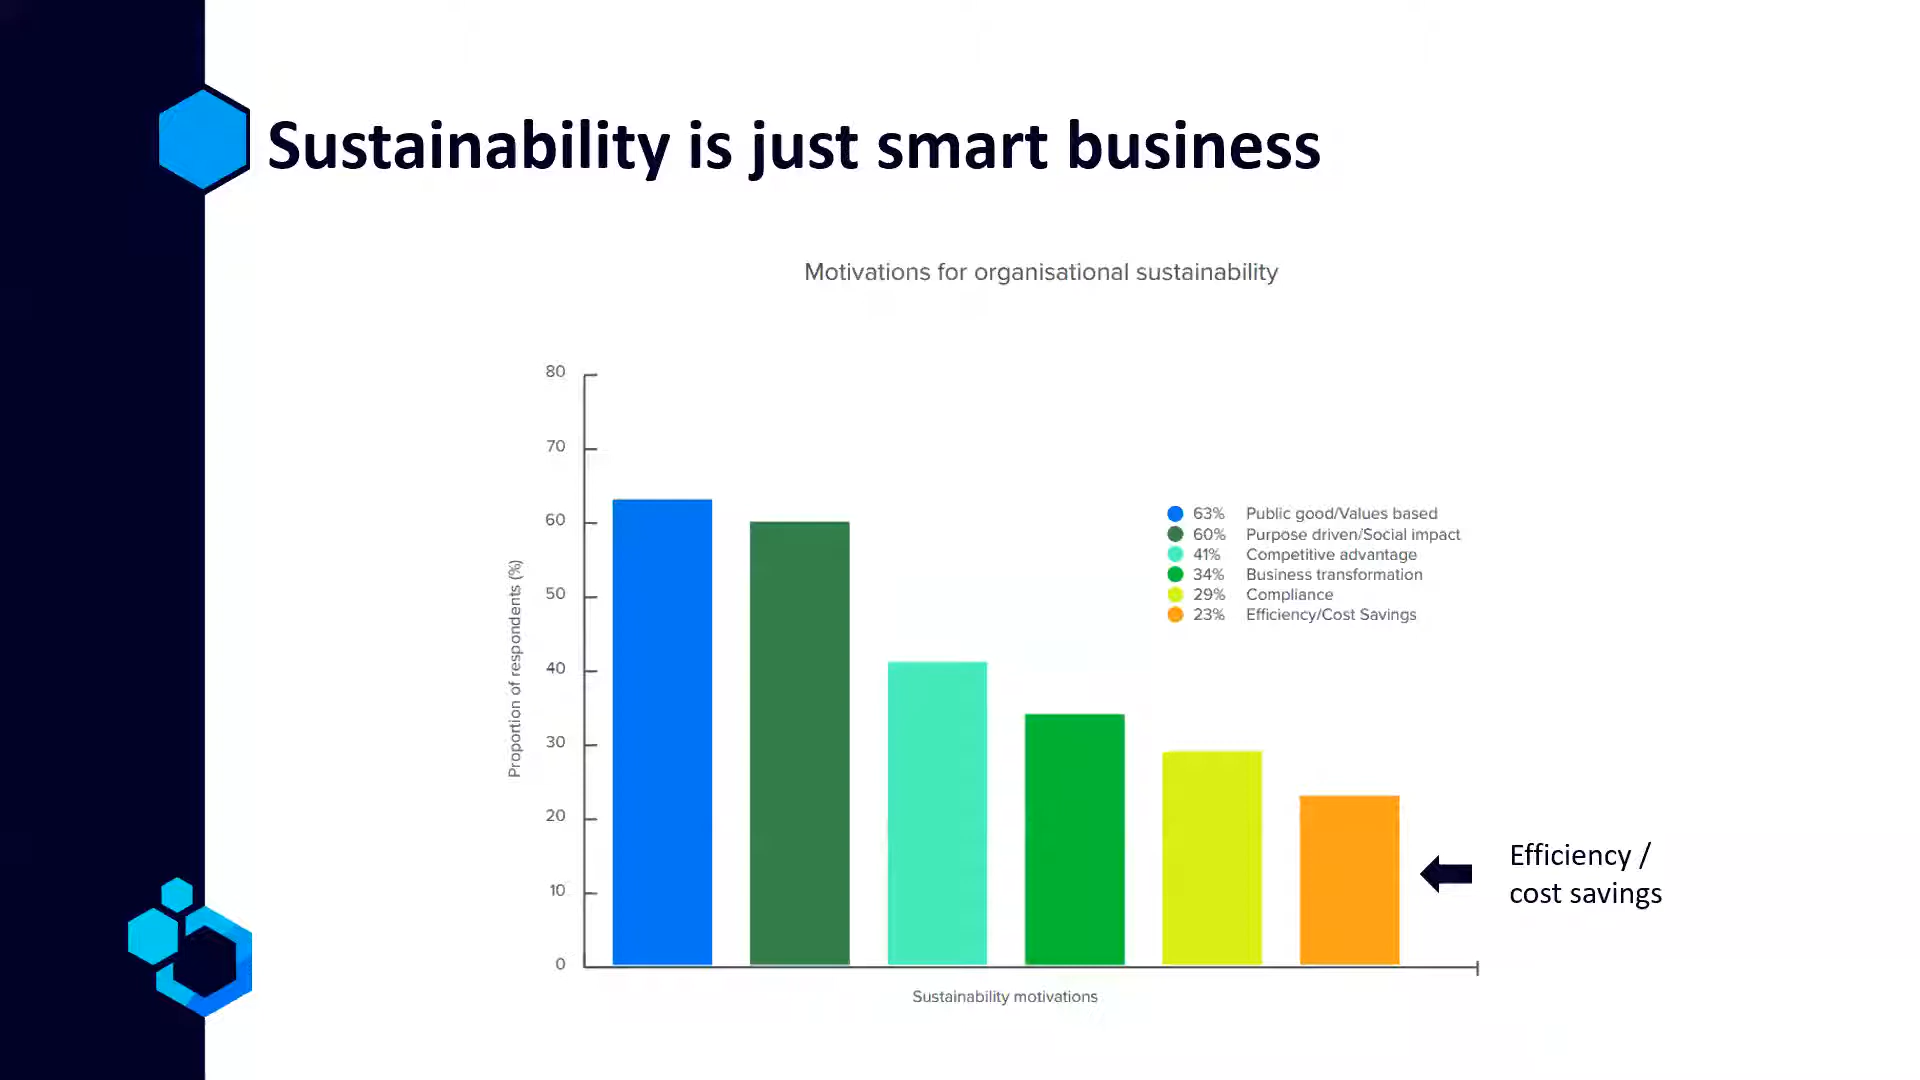 Sustainability is just smart business
Motivations for organisational sustainability
80
70
60
50
40
30
20
10
0
Proportion of respondents (%)
63% Public good/Values based
60% Purpose driven/Social impact
41% Competitive advantage
34% Business transformation
29% Compliance
23% Efficiency/Cost Savings
Efficiency /
cost savings
Sustainability motivations